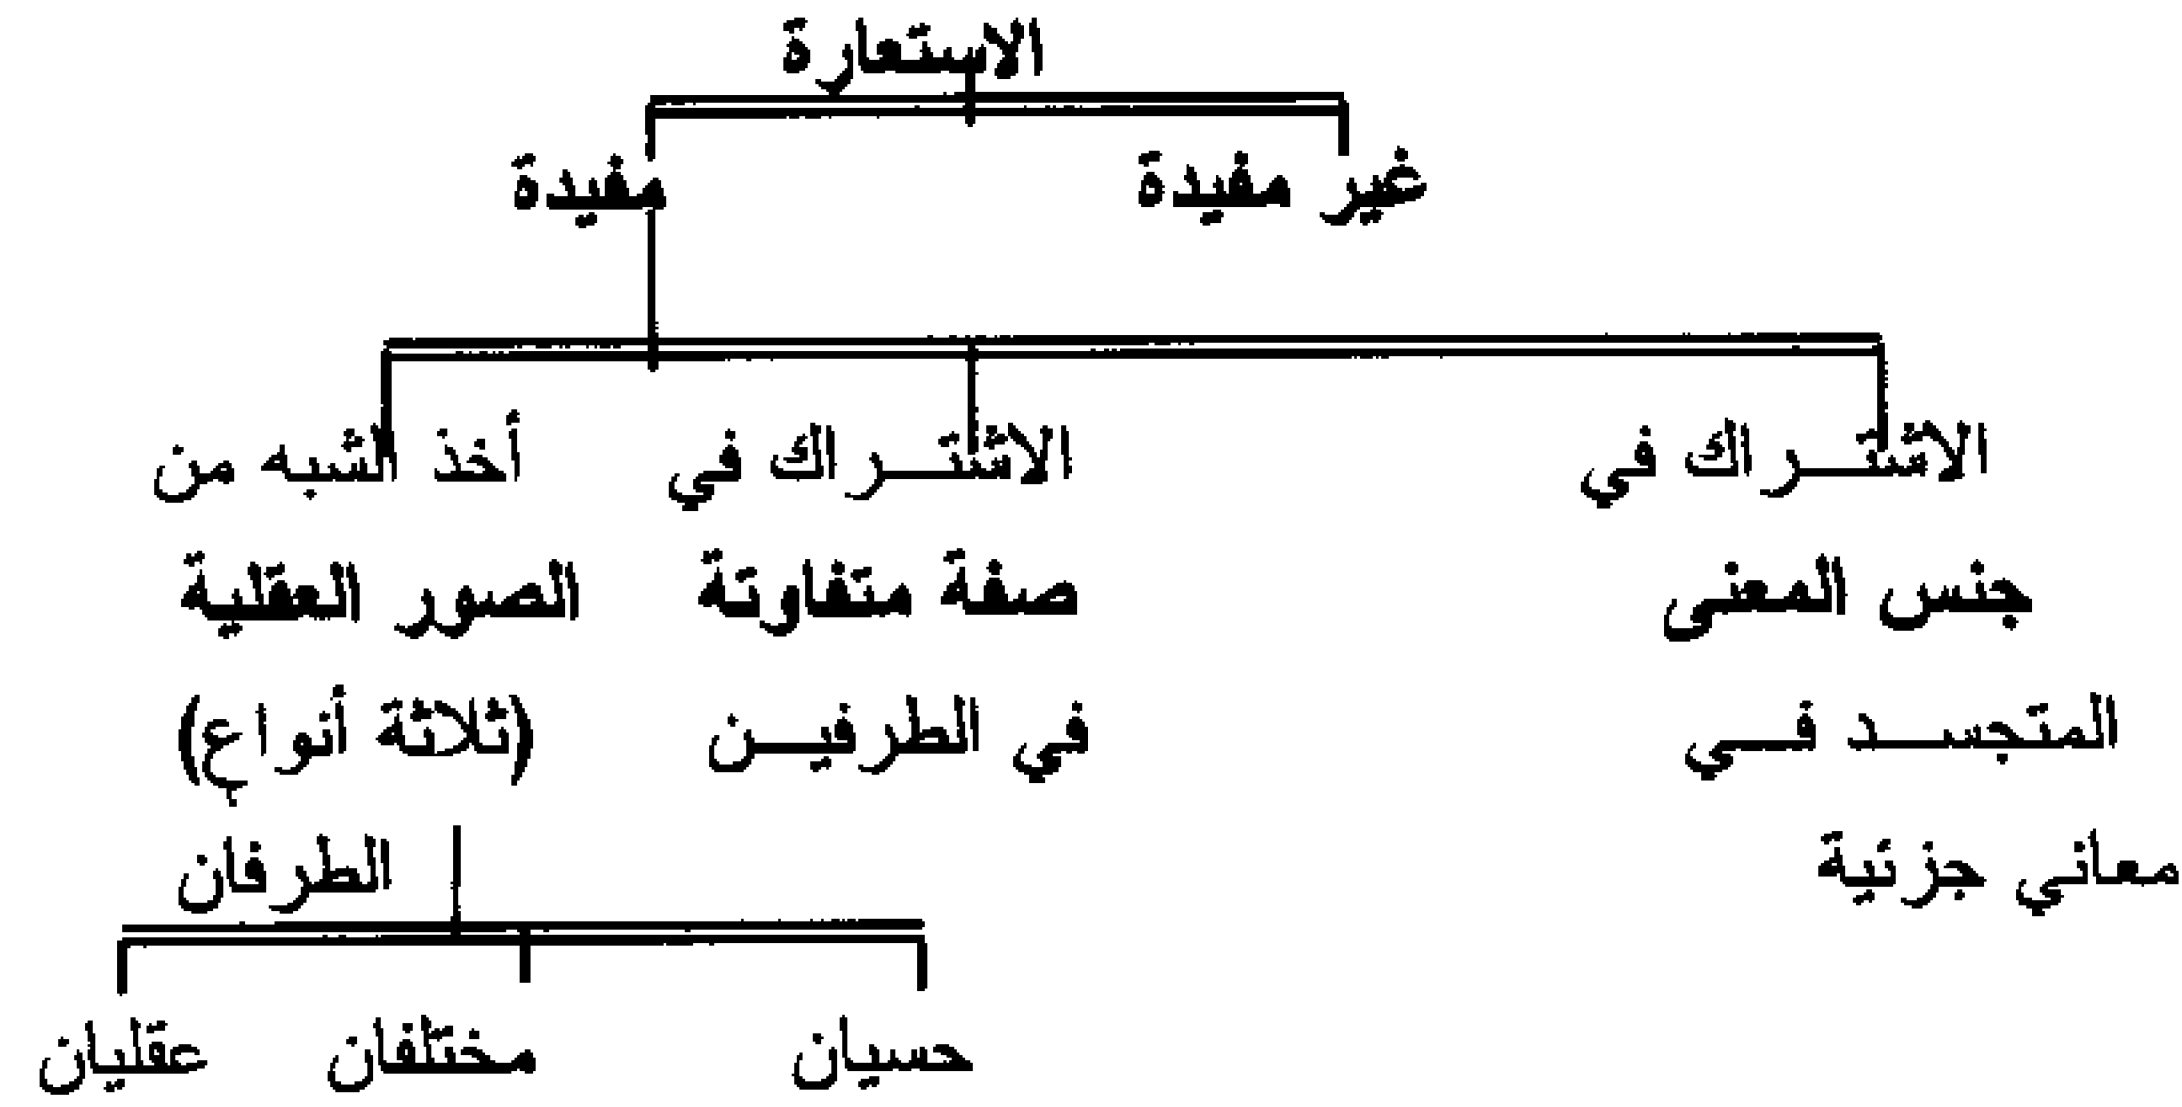 الاستعارة
غير مفيدة
مفيدة
الاشتراك في
جنس المعنى
المتجسد في
معاني جزئية
الاشتراك في
صفة متفاوتة
في الطرفين
أخذ الشبه من
الصور العقلية
(ثلاثة أنواع)
الطرفان
حسيان
مختلفان
عقليان